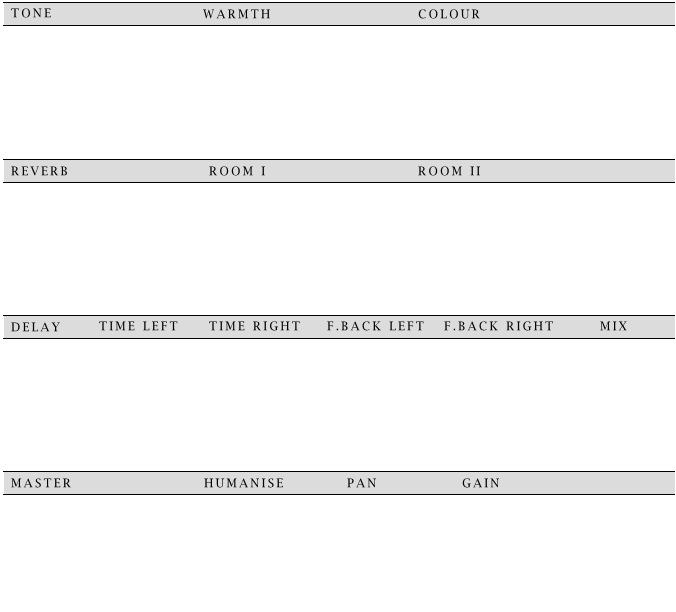 TONE WARMTH COLOUR
REVERB ROOM I ROOM II
DELAY TIME LEFT TIME RIGHT F.BACK LEFT F.BACK RIGHT MIX
MASTER HUMANISE PAN GAIN